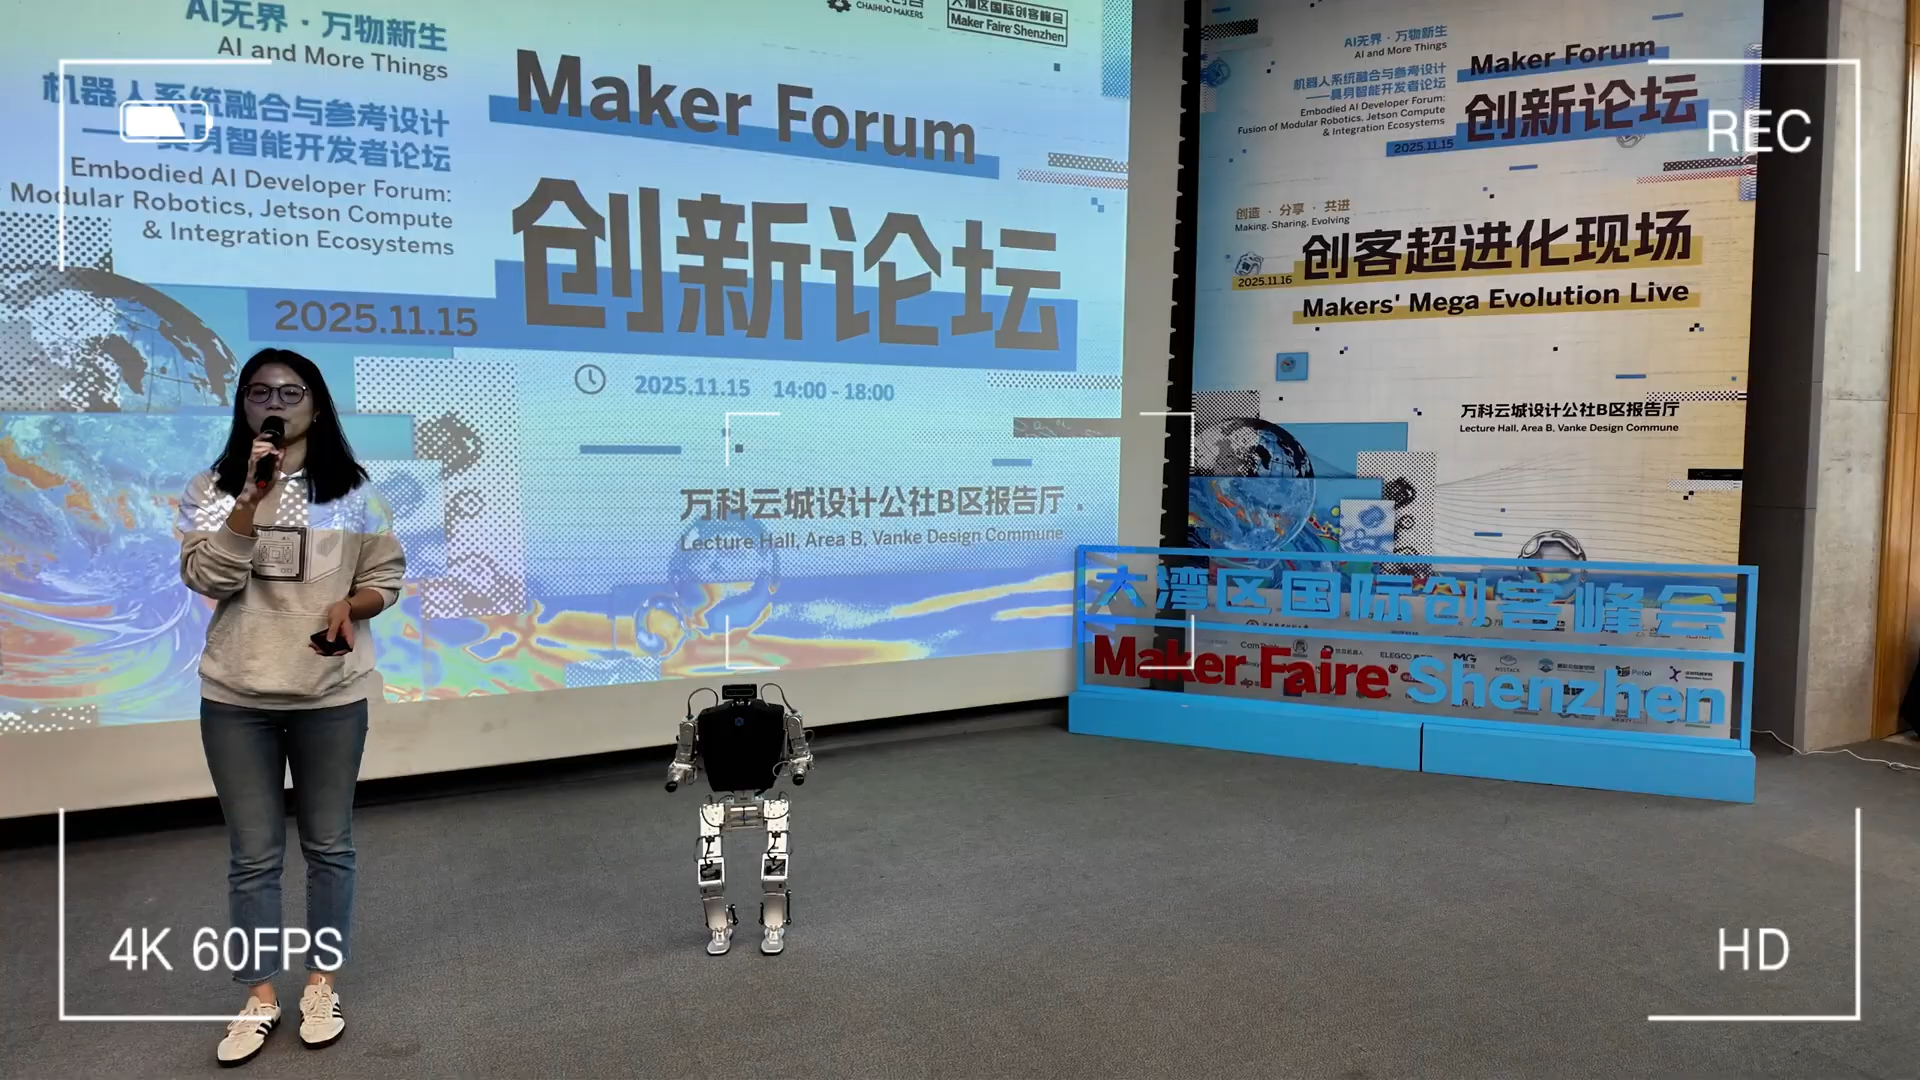 AI无界 · 万物新生
AI and More Things
机器人系统融合与参考设计
具身智能开发者论坛
Embodied AI Developer Forum:
Modular Robotics, Jetson Compute
& Integration Ecosystems
2025.11.15
CHAIHUO MAKERS
大湾区国际创客峰会
Maker Faire Shenzhen
Maker Forum
创新论坛
2025.11.15 14:00 - 18:00
万科云城设计公社B区报告厅
Lecture Hall, Area B, Vanke Design Commune
AI无界 · 万物新生
AI and More Things
机器人系统融合与参考设计
——具身智能开发者论坛
Embodied AI Developer Forum:
Fusion of Modular Robotics, Jetson Compute
& Integration Ecosystems
2025.11.15
Maker Forum
创新论坛
创造 · 分享 · 共进
Making, Sharing, Evolving
创客超进化现场
2025.11.16
Makers' Mega Evolution Live
万科云城设计公社B区报告厅
Lecture Hall, Area B, Vanke Design Commune
大湾区国际创客峰会
Maker Faire Shenzhen
ELEGOO
M5STACK
Petoi
REC
4K 60FPS
HD